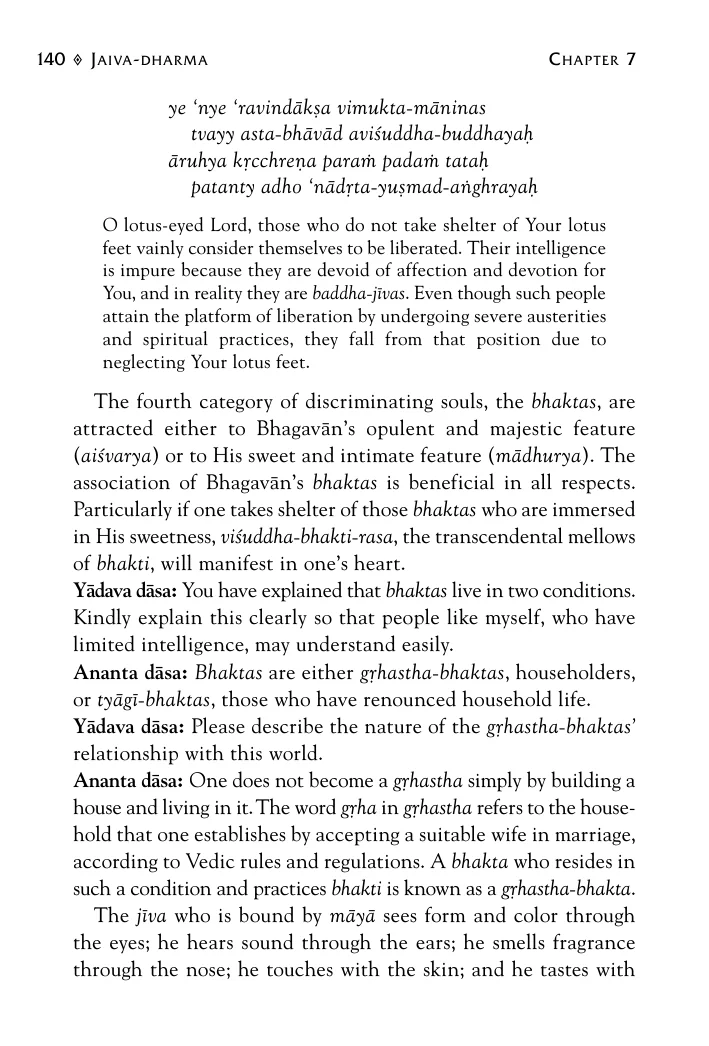 140 ⟡ JAIVA-DHARMA CHAPTER 7
ye ‘nye ‘ravindākṣa vimukta-māninas
tvayy asta-bhāvād aviśuddha-buddhayaḥ
āruhya kṛcchreṇa paraṁ padaṁ tataḥ
patanty adho ‘nādṛta-yuṣmad-aṅghrayaḥ
O lotus-eyed Lord, those who do not take shelter of Your lotus
feet vainly consider themselves to be liberated. Their intelligence
is impure because they are devoid of affection and devotion for
You, and in reality they are baddha-jīvas. Even though such people
attain the platform of liberation by undergoing severe austerities
and spiritual practices, they fall from that position due to
neglecting Your lotus feet.
The fourth category of discriminating souls, the bhaktas, are
attracted either to Bhagavān’s opulent and majestic feature
(aiśvarya) or to His sweet and intimate feature (mādhurya). The
association of Bhagavān’s bhaktas is beneficial in all respects.
Particularly if one takes shelter of those bhaktas who are immersed
in His sweetness, viśuddha-bhakti-rasa, the transcendental mellows
of bhakti, will manifest in one’s heart.
Yādava dāsa: You have explained that bhaktas live in two conditions.
Kindly explain this clearly so that people like myself, who have
limited intelligence, may understand easily.
Ananta dāsa: Bhaktas are either gṛhastha-bhaktas, householders,
or tyāgī-bhaktas, those who have renounced household life.
Yādava dāsa: Please describe the nature of the gṛhastha-bhaktas’
relationship with this world.
Ananta dāsa: One does not become a gṛhastha simply by building a
house and living in it. The word gṛha in gṛhastha refers to the house-
hold that one establishes by accepting a suitable wife in marriage,
according to Vedic rules and regulations. A bhakta who resides in
such a condition and practices bhakti is known as a gṛhastha-bhakta.
The jīva who is bound by māyā sees form and color through
the eyes; he hears sound through the ears; he smells fragrance
through the nose; he touches with the skin; and he tastes with